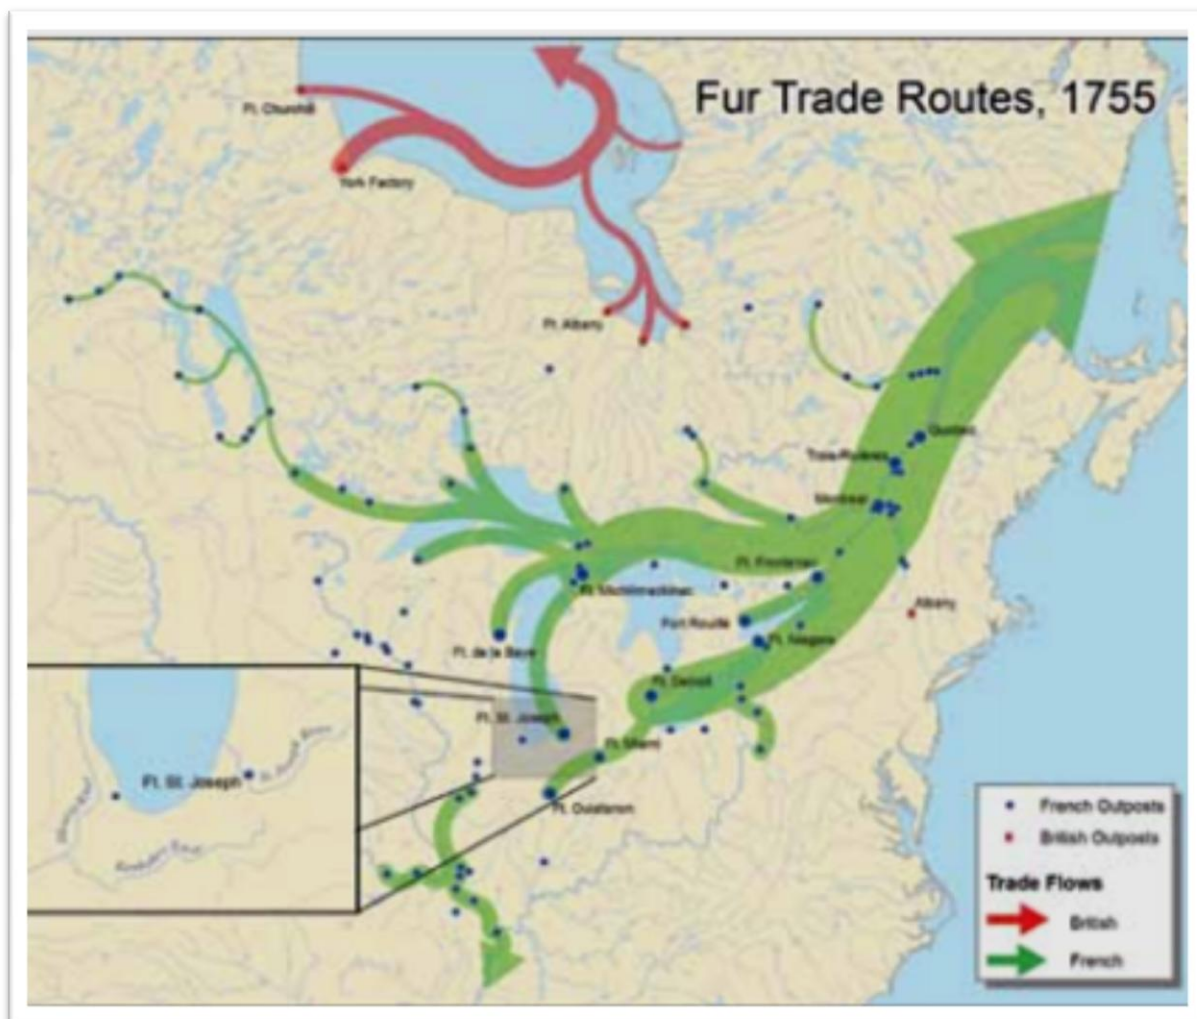 Fur Trade Routes, 1755
Ft. Churchill
York Factory
Ft. Albany
Quebec
Trois-Rivières
Montreal
Ft. Frontenac
Ft. Michilimackinac
Albany
Fort Rouillé
Ft. Niagara
Ft. de la Baye
Ft. Detroit
Ft. St. Joseph
Ft. Miami
Ft. St. Joseph
Ft. Ouiatenon
French Outposts
British Outposts
Trade Flows
British
French